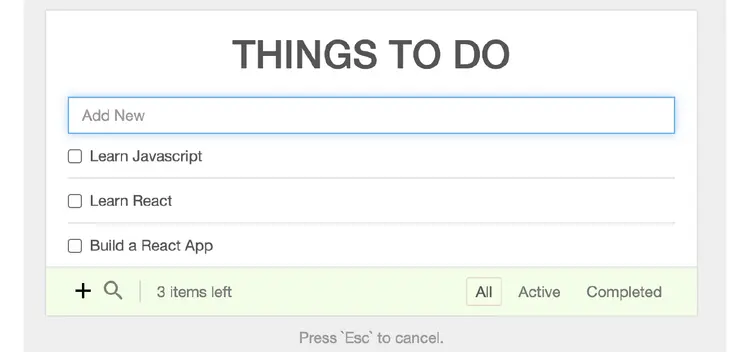 THINGS TO DO
Add New
Learn Javascript
Learn React
Build a React App
3 items left All Active Completed
Press `Esc` to cancel.